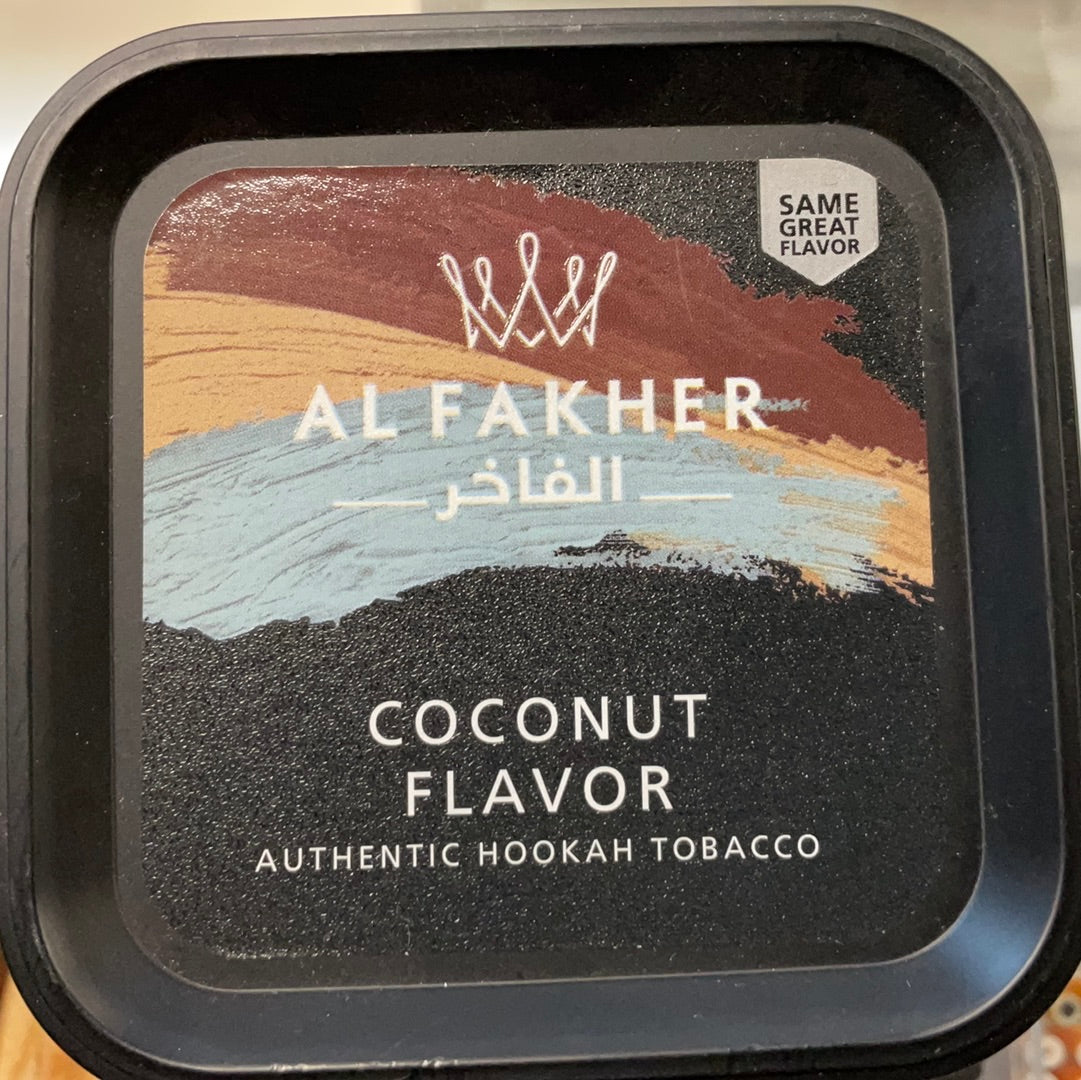 SAME
GREAT
FLAVOR
AL FAKHER
الفاخر
COCONUT
FLAVOR
AUTHENTIC HOOKAH TOBACCO